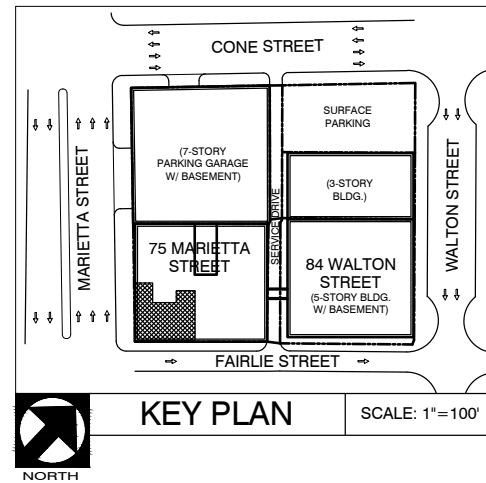 CONE STREET
SURFACE
PARKING
(7-STORY
PARKING GARAGE
W/ BASEMENT)
(3-STORY
BLDG.)
MARIETTA STREET
SERVICE DRIVE
WALTON STREET
75 MARIETTA
STREET
84 WALTON
STREET
(5-STORY BLDG.
W/ BASEMENT)
FAIRLIE STREET
KEY PLAN
SCALE: 1"=100'
NORTH